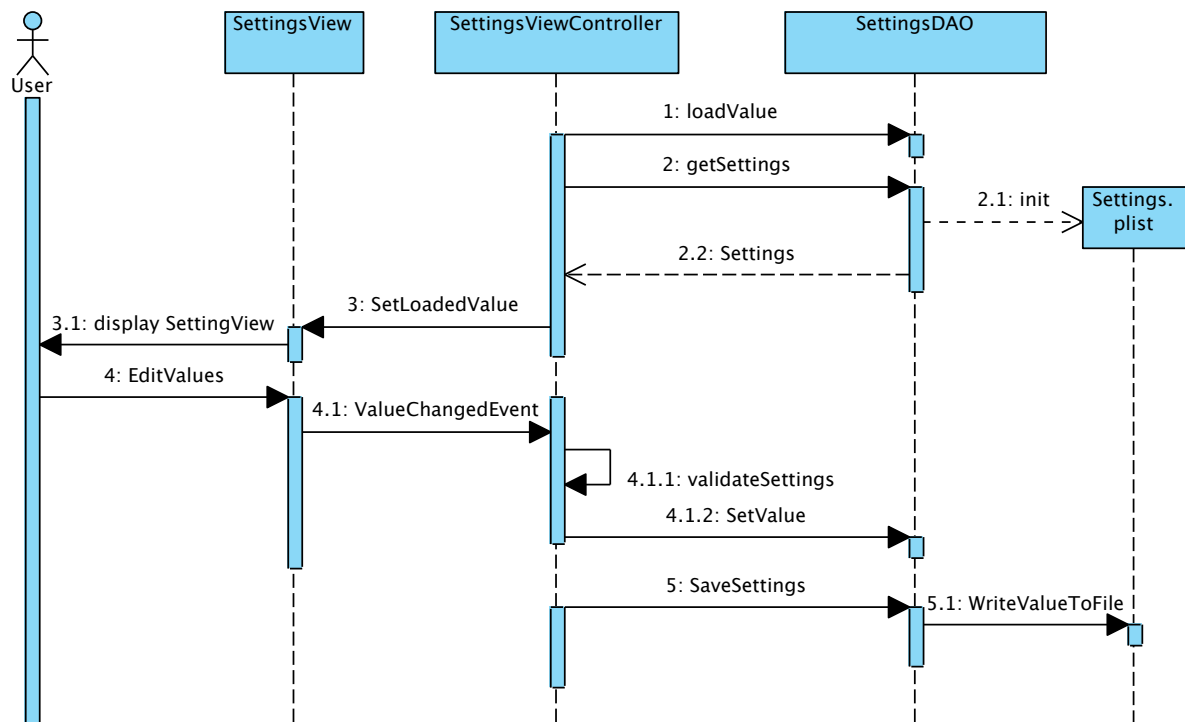 SettingsView
SettingsViewController
SettingsDAO
User
1: loadValue
2: getSettings
2.1: init
Settings.
plist
2.2: Settings
3: SetLoadedValue
3.1: display SettingView
4: EditValues
4.1: ValueChangedEvent
4.1.1: validateSettings
4.1.2: SetValue
5: SaveSettings
5.1: WriteValueToFile